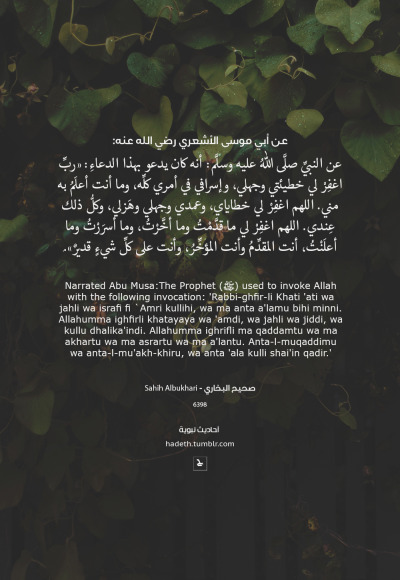 عن أبي موسى الأشعري رضي الله عنه:
عن النبيِّ صلَّى اللهُ عليه وسلَّمَ: أنه كان يدعو بهذا الدعاءِ: «ربِّ
اغفِرْ لي خطيئتي وجهلي، وإسرافي في أمري كلِّه، وما أنت أعلَمُ به
مني. اللهم اغفِرْ لي خطاياي، وعمدي وجهلي وهَزلي، وكلُّ ذلك
عِندي. اللهم اغفِرْ لي ما قدَّمْتُ وما أخَّرْتُ، وما أسرَرْتُ وما
أعلَنْتُ، أنت المقدِّمُ وأنت المؤخِّرُ، وأنت على كلِّ شيءٍ قديرٌ».
Narrated Abu Musa:The Prophet (ﷺ) used to invoke Allah
with the following invocation: 'Rabbi-ghfir-li Khati 'ati wa
jahli wa israfi fi `Amri kullihi, wa ma anta a'lamu bihi minni.
Allahumma ighfirli khatayaya wa 'amdi, wa jahli wa jiddi, wa
kullu dhalika'indi. Allahumma ighrifli ma qaddamtu wa ma
akhartu wa ma asrartu wa ma a'lantu. Anta-l-muqaddimu
wa anta-l-mu'akh-khiru, wa anta 'ala kulli shai'in qadir.'
Sahih Albukhari - صحيح البخاري
6398
أحاديث نبوية
hadeth.tumblr.com